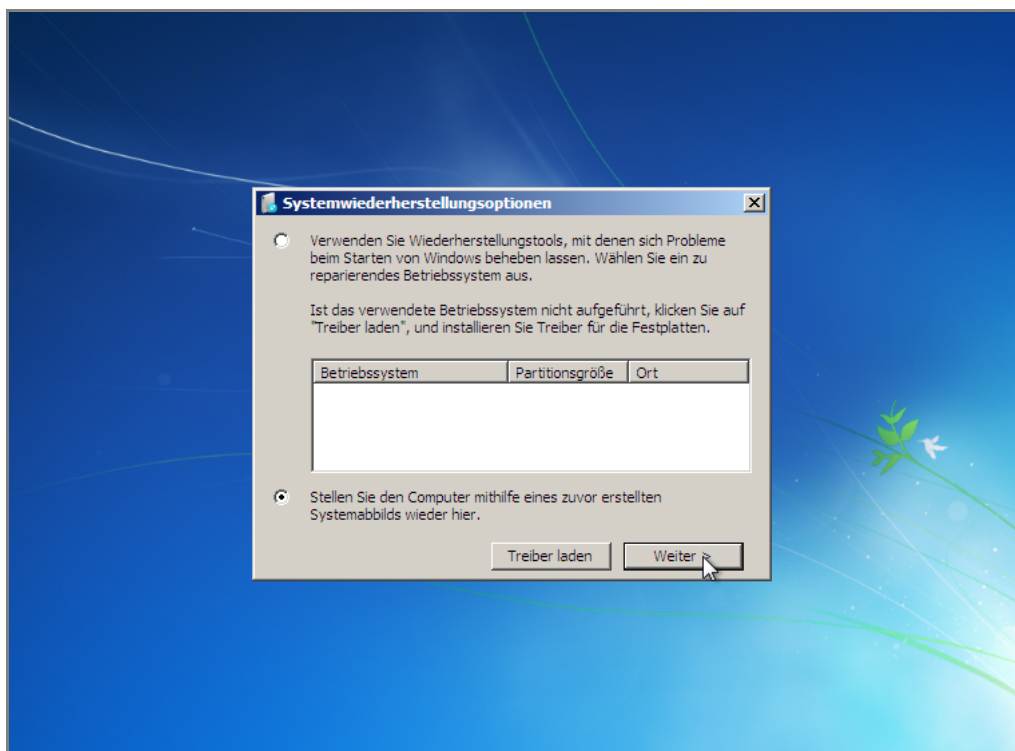 Systemwiederherstellungsoptionen
Verwenden Sie Wiederherstellungstools, mit denen sich Probleme
beim Starten von Windows beheben lassen. Wählen Sie ein zu
reparierendes Betriebssystem aus.
Ist das verwendete Betriebssystem nicht aufgeführt, klicken Sie auf
"Treiber laden", und installieren Sie Treiber für die Festplatten.
Betriebssystem Partitionsgröße Ort
Stellen Sie den Computer mithilfe eines zuvor erstellten
Systemabbilds wieder hier.
Treiber laden Weiter >